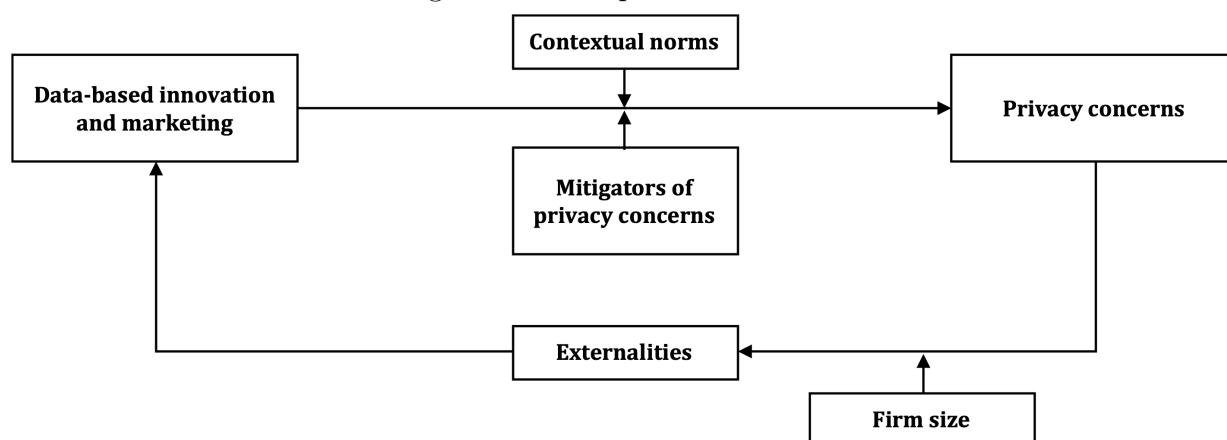 Contextual norms
Data-based innovation
and marketing
Privacy concerns
Mitigators of
privacy concerns
Externalities
Firm size